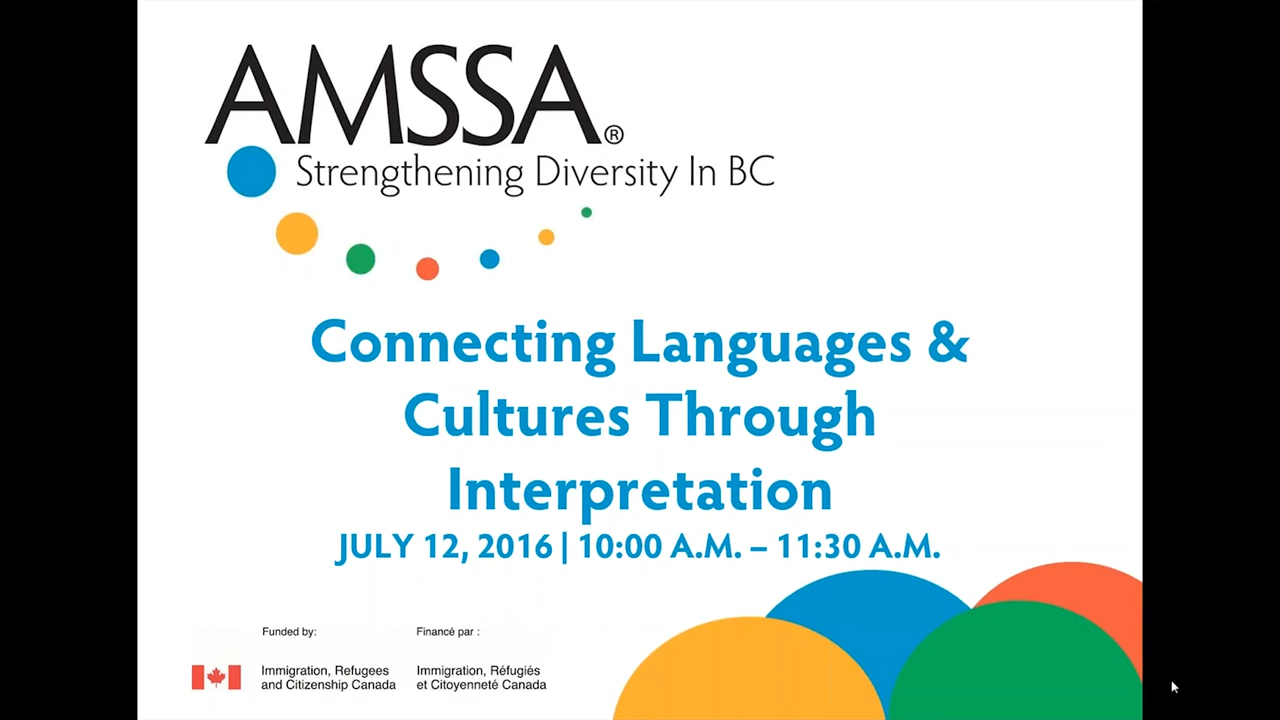 AMSSA®
Strengthening Diversity In BC
Connecting Languages &
Cultures Through
Interpretation
JULY 12, 2016 | 10:00 A.M. – 11:30 A.M.
Funded by:
Immigration, Refugees
and Citizenship Canada
Financé par :
Immigration, Réfugiés
et Citoyenneté Canada